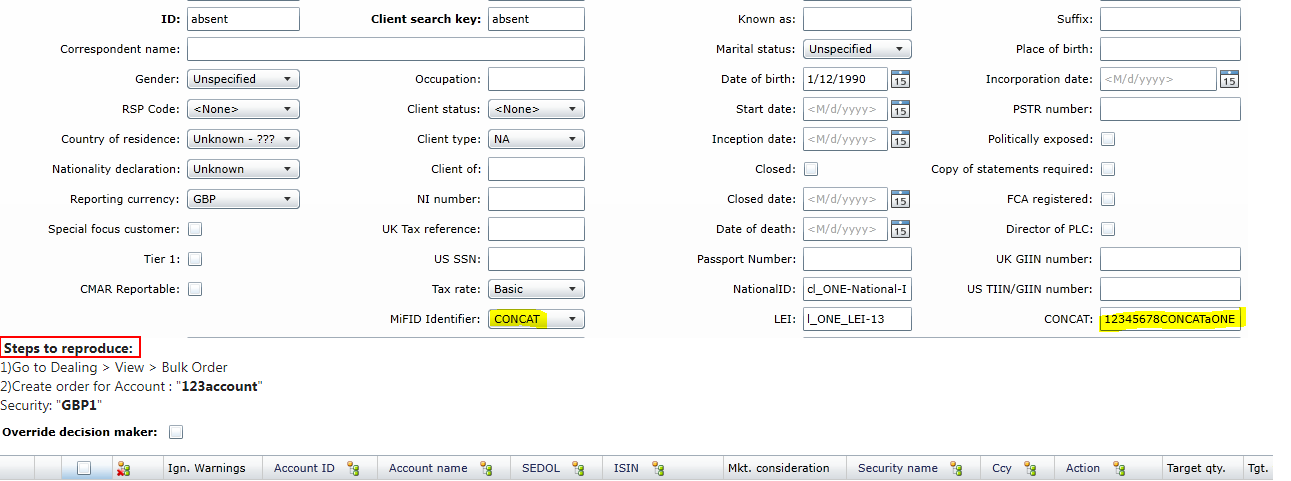 ID: absent Client search key: absent Known as: Suffix:
Correspondent name: Marital status: Unspecified Place of birth:
Gender: Unspecified Occupation: Date of birth: 1/12/1990 15 Incorporation date: <M/d/yyyy> 15
RSP Code: <None> Client status: <None> Start date: <M/d/yyyy> 15 PSTR number:
Country of residence: Unknown - ??? Client type: NA Inception date: <M/d/yyyy> 15 Politically exposed:
Nationality declaration: Unknown Client of: Closed: Copy of statements required:
Reporting currency: GBP NI number: Closed date: <M/d/yyyy> 15 FCA registered:
Special focus customer: UK Tax reference: Date of death: <M/d/yyyy> 15 Director of PLC:
Tier 1: US SSN: Passport Number: UK GIIN number:
CMAR Reportable: Tax rate: Basic NationalID: cl_ONE-National-I US TIIN/GIIN number:
MiFID Identifier: CONCAT LEI: l_ONE_LEI-13 CONCAT: 12345678CONCATaONE
Steps to reproduce:
1)Go to Dealing > View > Bulk Order
2)Create order for Account : "123account"
Security: "GBP1"
Override decision maker:
Ign. Warnings Account ID Account name SEDOL ISIN Mkt. consideration Security name Ccy Action Target qty. Tgt.